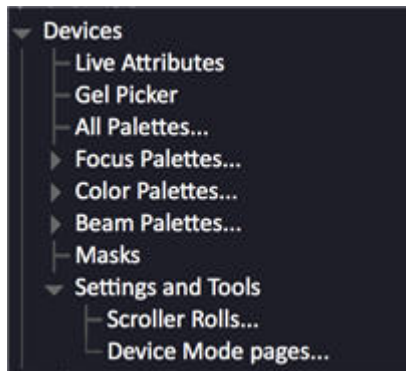 Devices
Live Attributes
Gel Picker
All Palettes...
Focus Palettes...
Color Palettes...
Beam Palettes...
Masks
Settings and Tools
Scroller Rolls...
Device Mode pages...